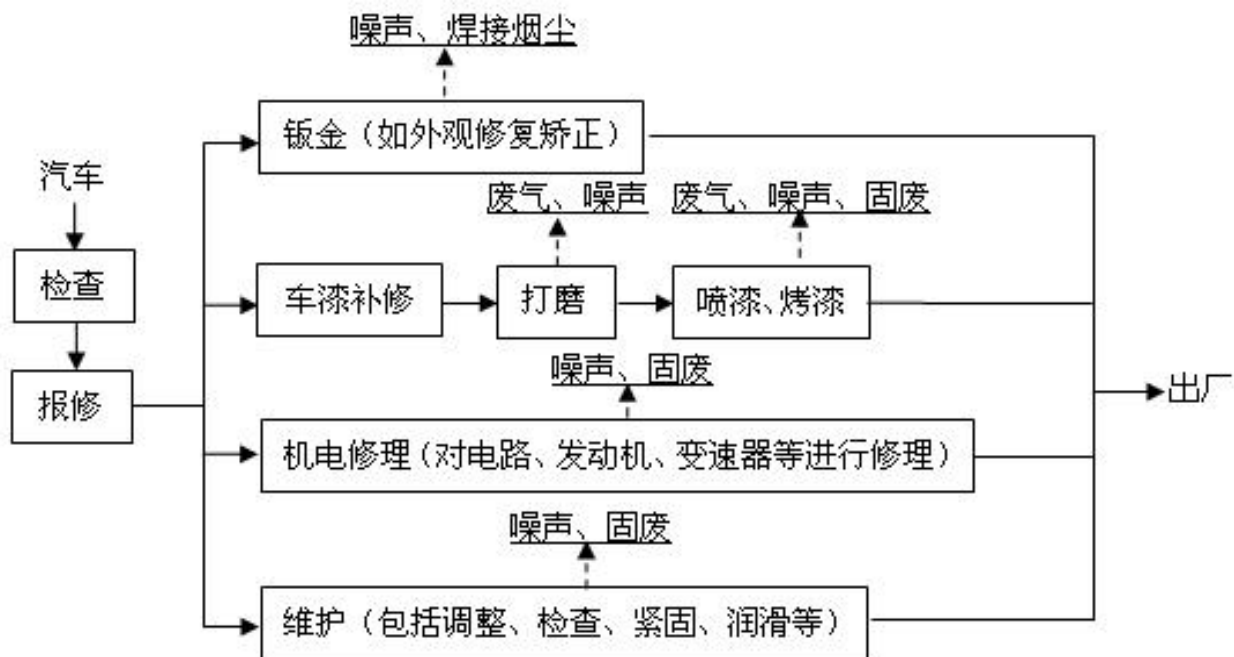 噪声、焊接烟尘
钣金（如外观修复矫正）
汽车
废气、噪声
废气、噪声、固废
检查
车漆补修
打磨
喷漆、烤漆
噪声、固废
报修
出厂
机电修理（对电路、发动机、变速器等进行修理）
噪声、固废
维护（包括调整、检查、紧固、润滑等）